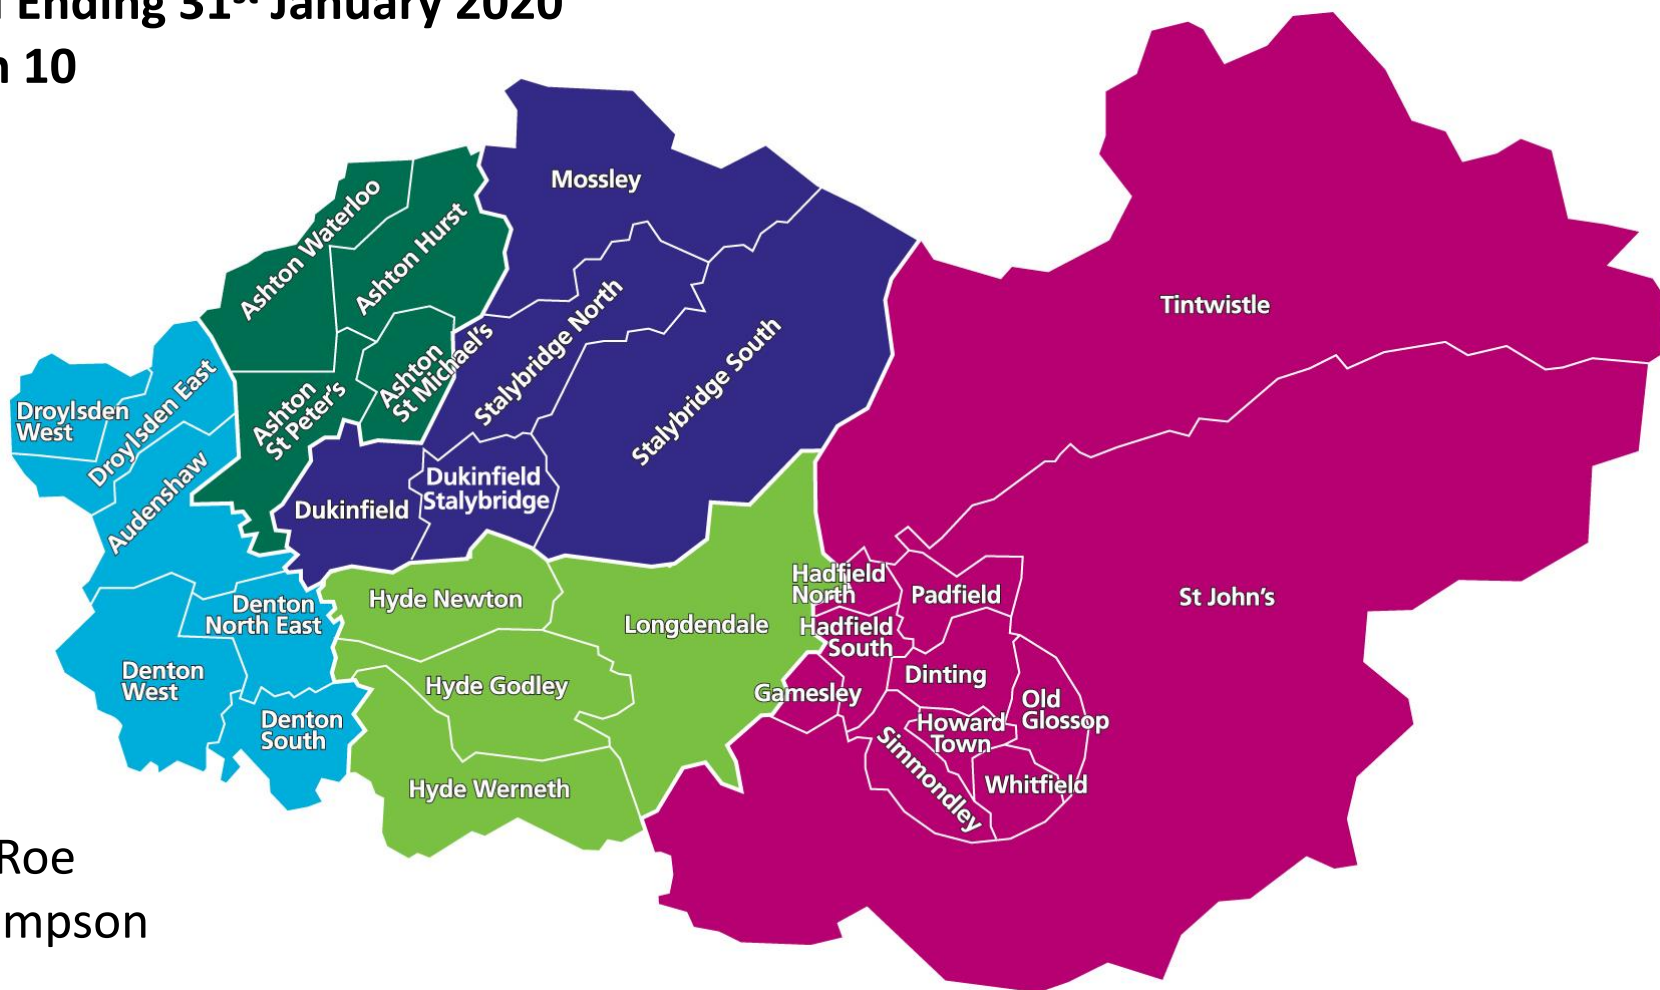 Ending 31st January 2020
10
Mossley
Ashton Waterloo
Ashton Hurst
Tintwistle
Stalybridge North
Ashton
St Michael's
Stalybridge South
Droylsden
West
Droylsden East
Ashton
St Peter's
Audenshaw
Dukinfield
Dukinfield
Stalybridge
Hadfield
North
Padfield
St John's
Hyde Newton
Denton
North East
Longdendale
Hadfield
South
Denton
West
Hyde Godley
Gamesley
Dinting
Old
Glossop
Denton
South
Howard
Town
Simmondley
Whitfield
Hyde Werneth
Roe
mpson